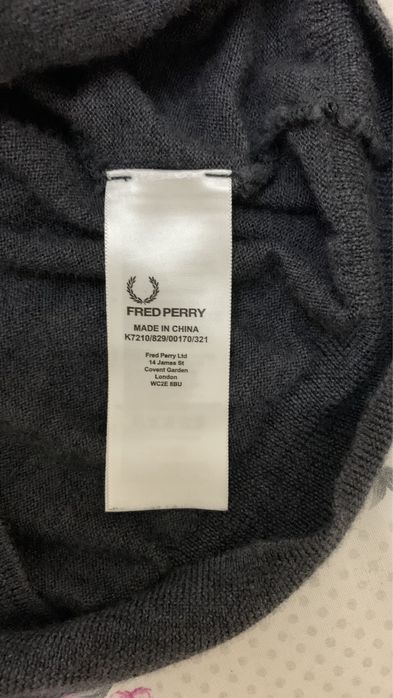 FRED PERRY
MADE IN CHINA
K7210/829/00170/321
Fred Perry Ltd
14 James St
Covent Garden
London
WC2E 8BU